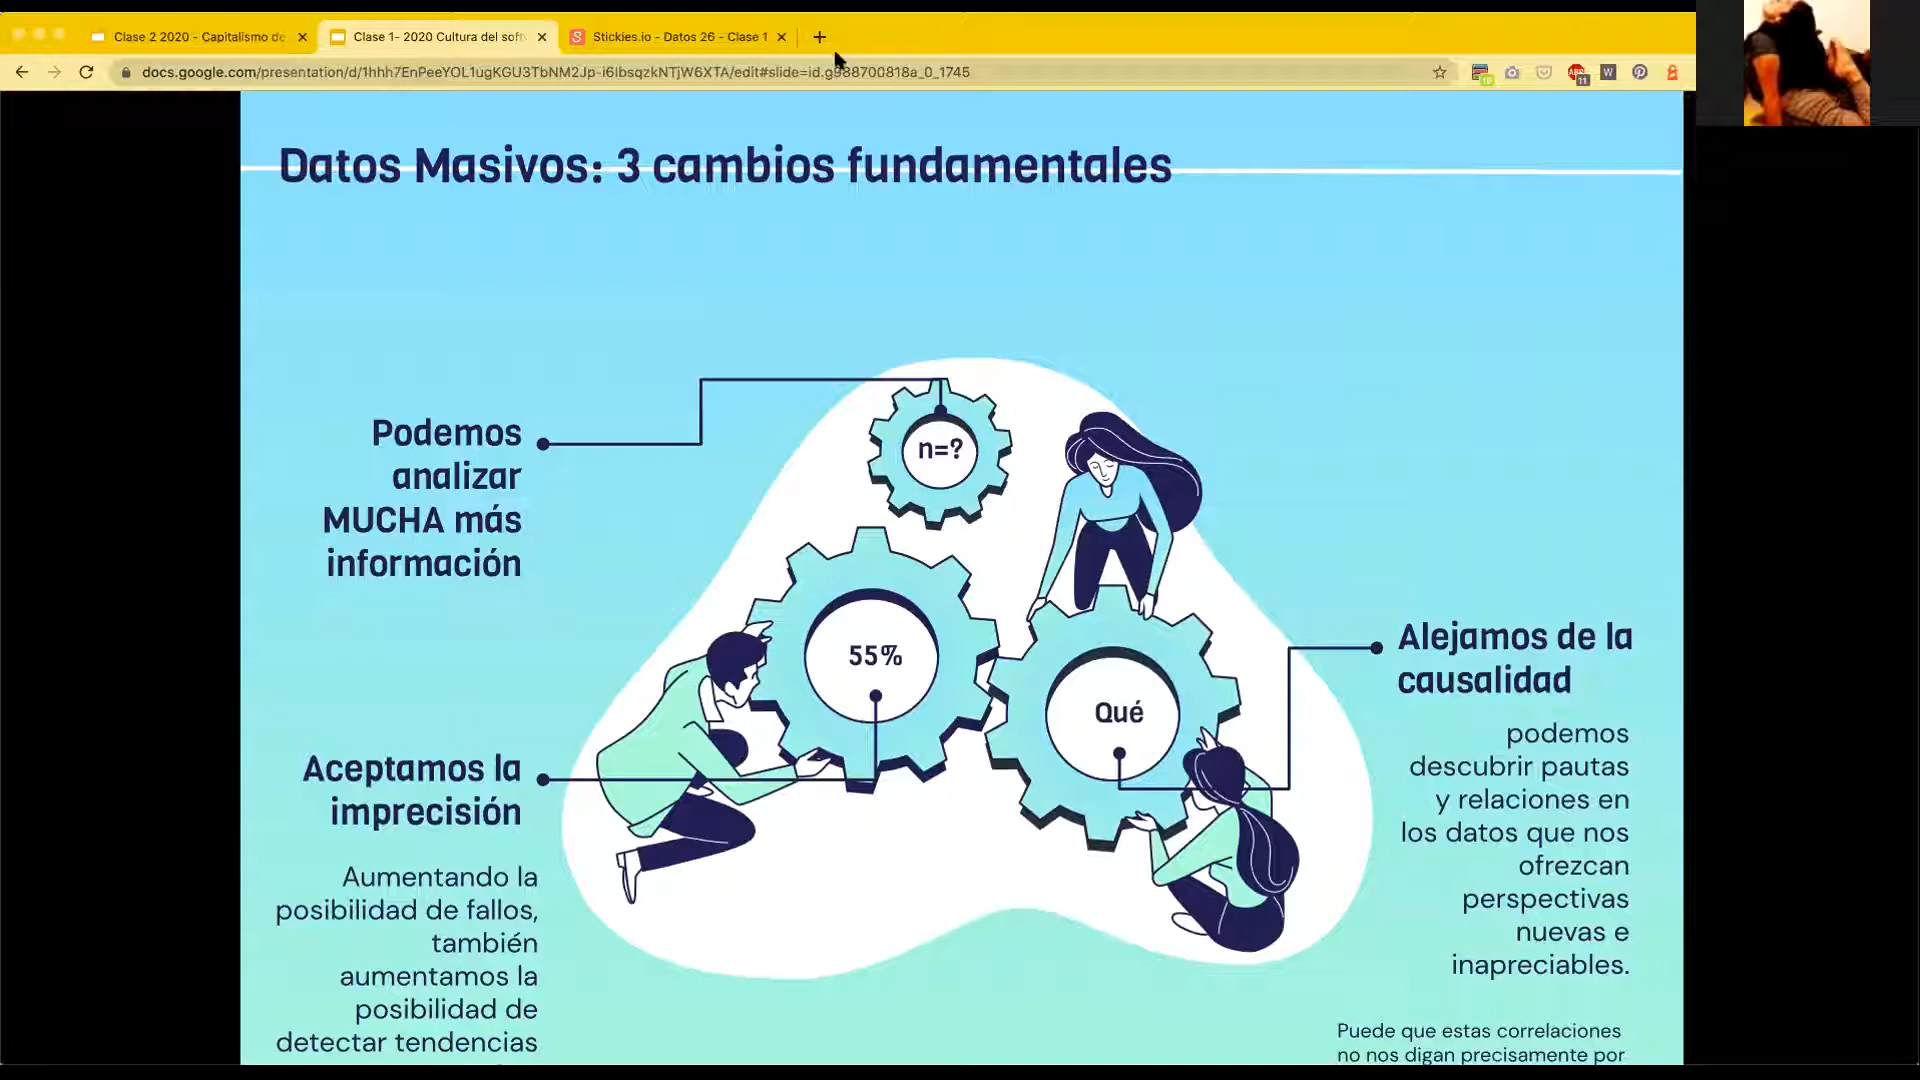 Clase 2 2020 - Capitalismo de
Clase 1- 2020 Cultura del soft
Stickies.io - Datos 26 - Clase 1
docs.google.com/presentation/d/1hhh7EnPeeYOL1ugKGU3TbNM2Jp-i6IbsqzkNTjW6XTA/edit#slide=id.g988700818a_0_1745
Datos Masivos: 3 cambios fundamentales
Podemos
analizar
MUCHA más
información
n=?
55%
Qué
Aceptamos la
imprecisión
Aumentando la
posibilidad de fallos,
también
aumentamos la
posibilidad de
detectar tendencias
Alejamos de la
causalidad
podemos
descubrir pautas
y relaciones en
los datos que nos
ofrezcan
perspectivas
nuevas e
inapreciables.
Puede que estas correlaciones
no nos digan precisamente por